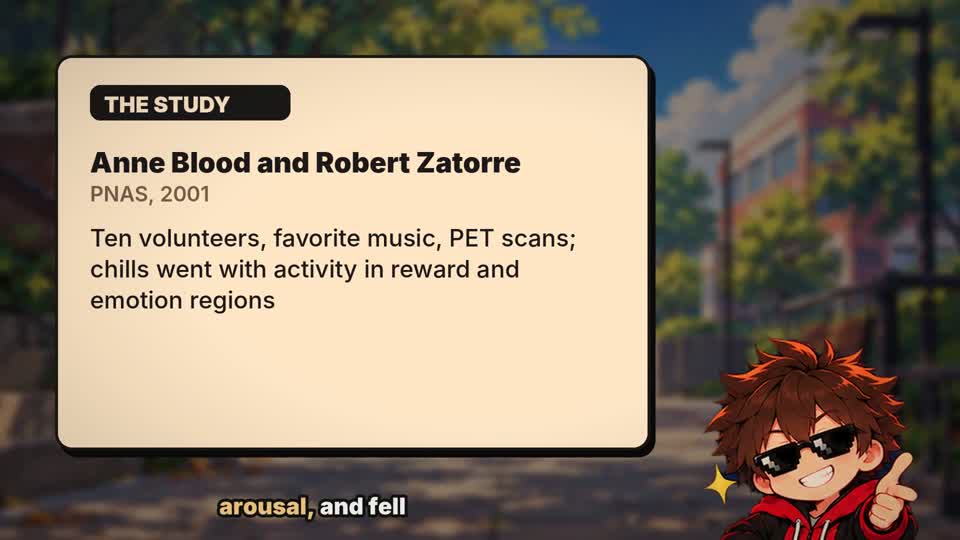 THE STUDY
Anne Blood and Robert Zatorre
PNAS, 2001
Ten volunteers, favorite music, PET scans;
chills went with activity in reward and
emotion regions
arousal, and fell